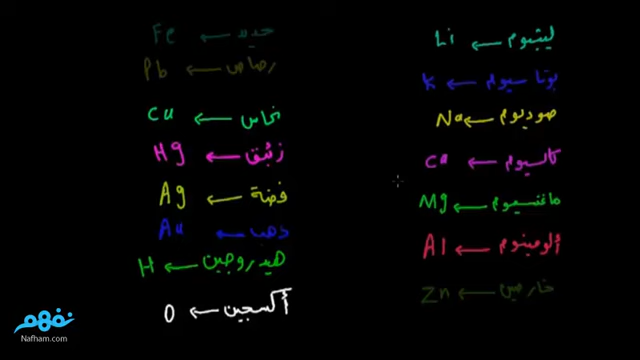 ليثيوم ← Li
بوتاسيوم ← K
صوديوم ← Na
كالسيوم ← Ca
ماغنسيوم ← Mg
ألومينيوم ← Al
خارصين ← Zn
حديد ← Fe
رصاص ← Pb
نحاس ← Cu
زئبق ← Hg
فضة ← Ag
ذهب ← Au
هيدروجين ← H
أكسجين ← O
نفهم
Nafham.com